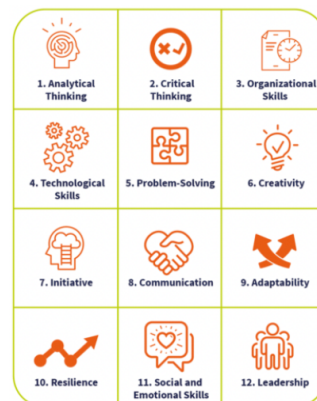 1. Analytical
Thinking
2. Critical
Thinking
3. Organizational
Skills
4. Technological
Skills
5. Problem-Solving
6. Creativity
7. Initiative
8. Communication
9. Adaptability
10. Resilience
11. Social and
Emotional Skills
12. Leadership